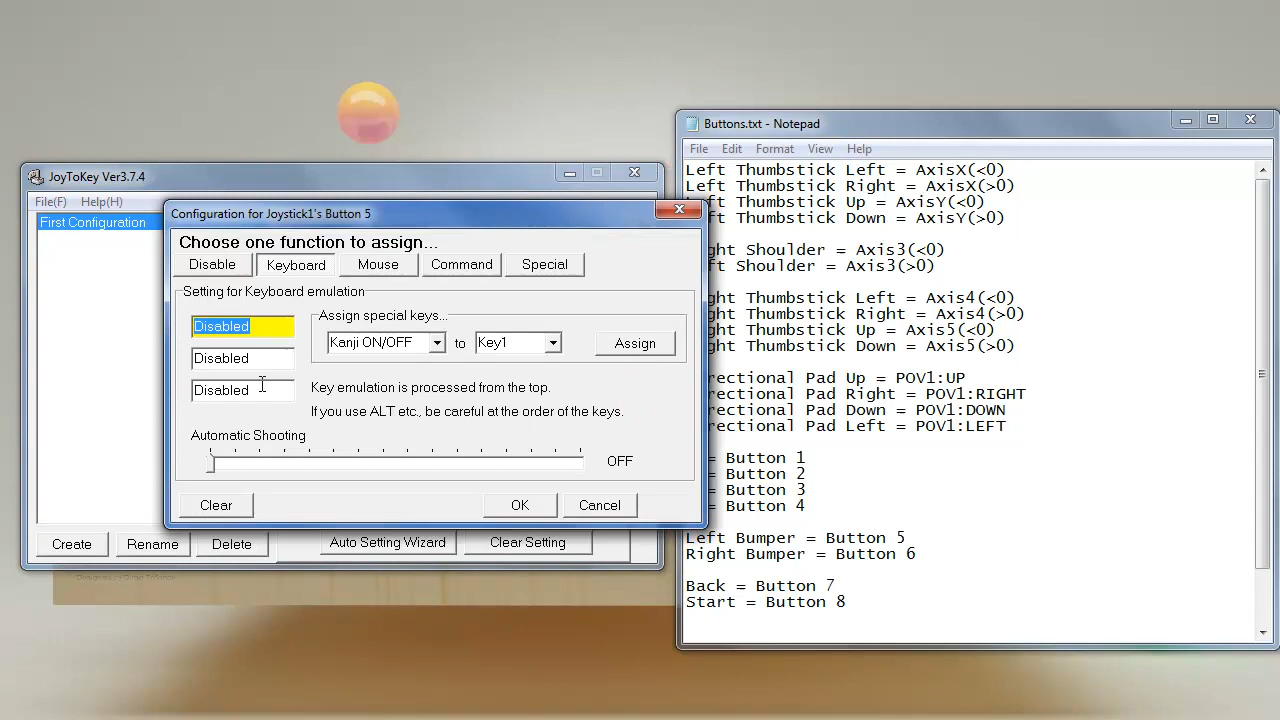 JoyToKey Ver3.7.4
File(F) Help(H)
First Configuration
Create Rename Delete Auto Setting Wizard Clear Setting
Configuration for Joystick1's Button 5
Choose one function to assign...
Disable Keyboard Mouse Command Special
Setting for Keyboard emulation
Disabled
Disabled
Disabled
Assign special keys...
Kanji ON/OFF to Key1 Assign
Key emulation is processed from the top.
If you use ALT etc., be careful at the order of the keys.
Automatic Shooting
OFF
Clear OK Cancel
Buttons.txt - Notepad
File Edit Format View Help
Left Thumbstick Left = AxisX(<0)
Left Thumbstick Right = AxisX(>0)
Left Thumbstick Up = AxisY(<0)
Left Thumbstick Down = AxisY(>0)
ght Shoulder = Axis3(<0)
ft Shoulder = Axis3(>0)
ght Thumbstick Left = Axis4(<0)
ght Thumbstick Right = Axis4(>0)
ght Thumbstick Up = Axis5(<0)
ght Thumbstick Down = Axis5(>0)
rectional Pad Up = POV1:UP
rectional Pad Right = POV1:RIGHT
rectional Pad Down = POV1:DOWN
rectional Pad Left = POV1:LEFT
= Button 1
= Button 2
= Button 3
= Button 4
Left Bumper = Button 5
Right Bumper = Button 6
Back = Button 7
Start = Button 8